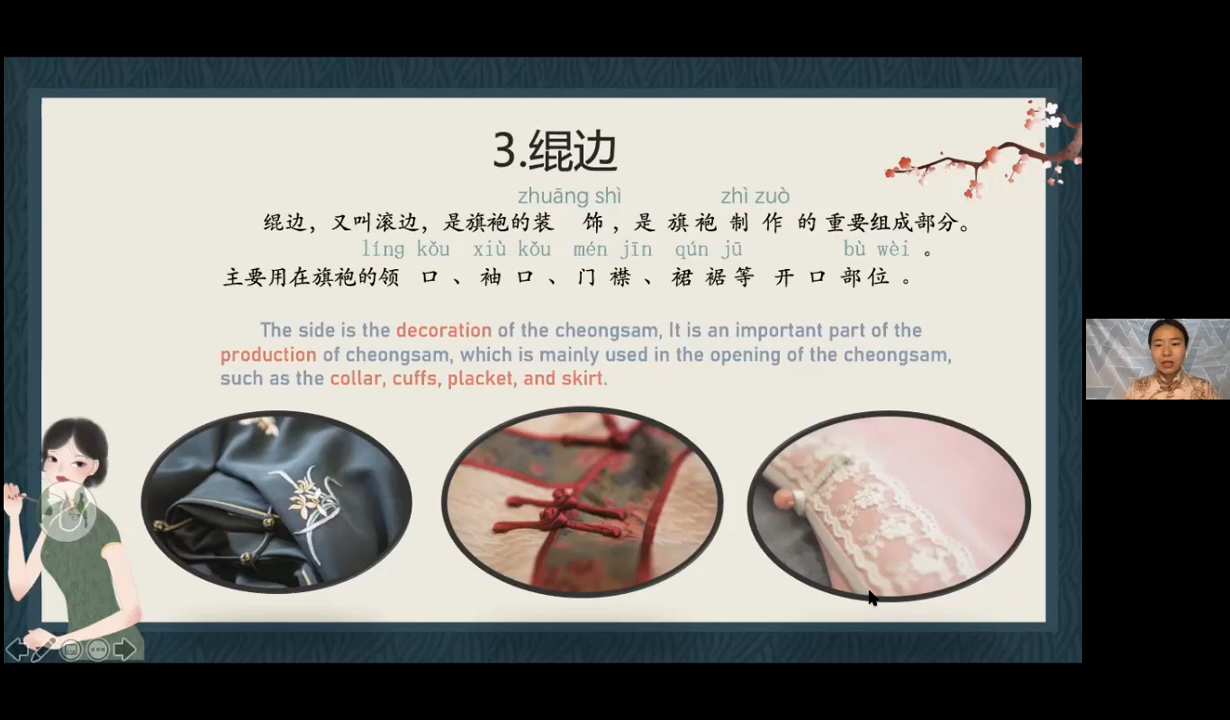 3.绲边
zhuāng shì zhì zuò
绲边，又叫滚边，是旗袍的装 饰，是 旗 袍 制 作 的 重要组成部分。
líng kǒu xiù kǒu mén jīn qún jū bù wèi 。
主要用在旗袍的领 口 、 袖 口 、 门 襟 、 裙 裾 等 开 口 部 位 。
The side is the decoration of the cheongsam, It is an important part of the
production of cheongsam, which is mainly used in the opening of the cheongsam,
such as the collar, cuffs, placket, and skirt.